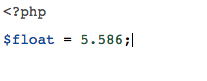 <?php
$float = 5.586;